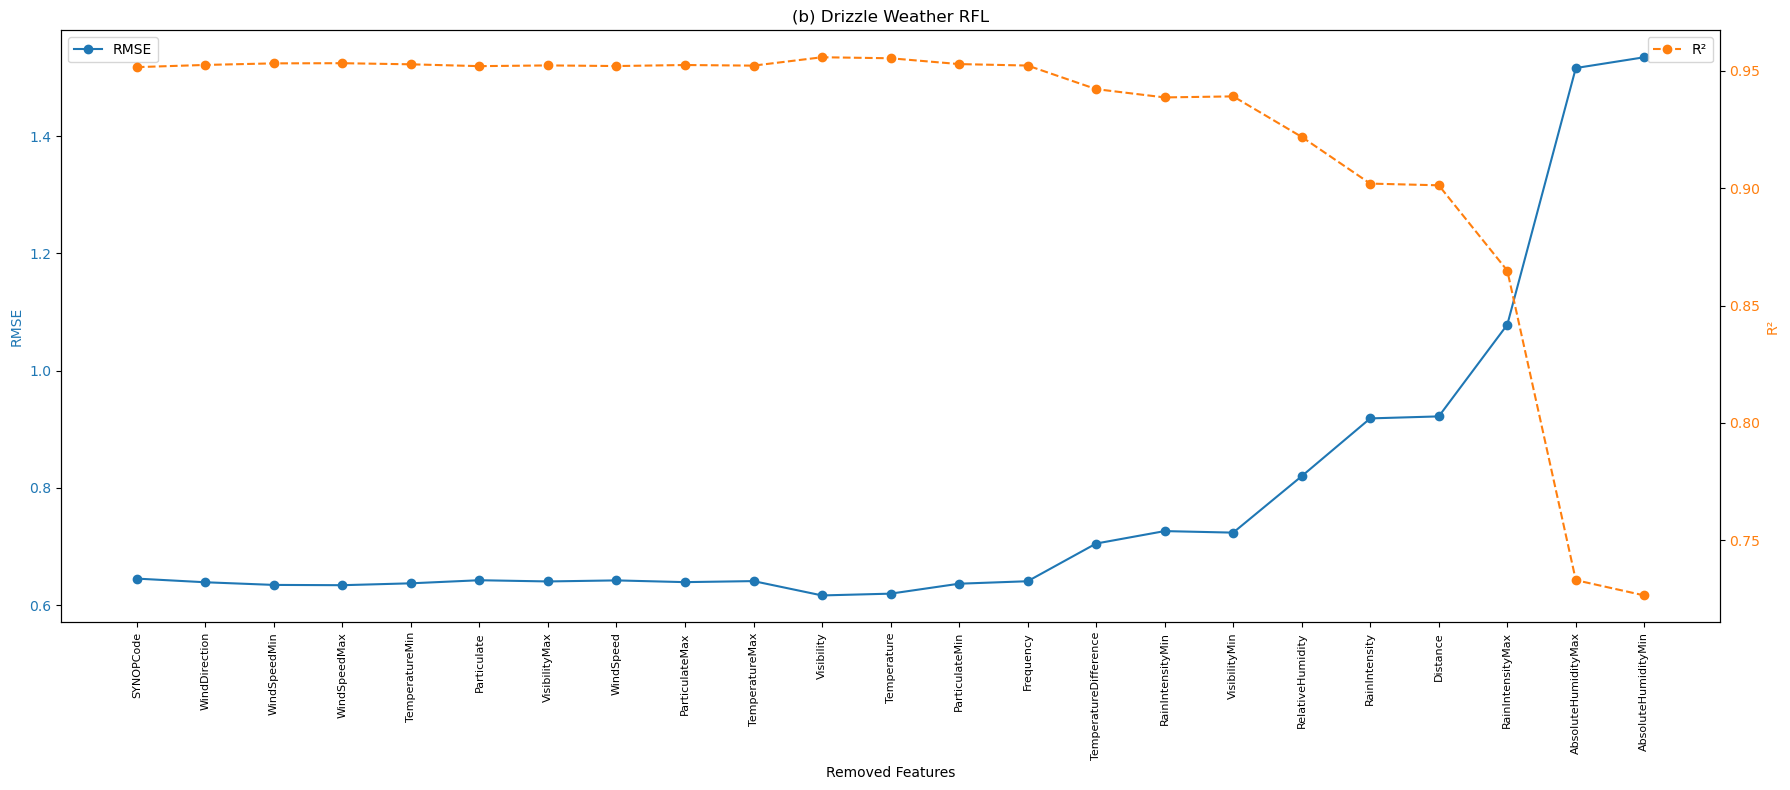 (b) Drizzle Weather RFL
RMSE
R²
1.4
1.2
1.0
0.8
0.6
RMSE
0.95
0.90
0.85
0.80
0.75
R²
SYNOPCode
WindDirection
WindSpeedMin
WindSpeedMax
TemperatureMin
Particulate
VisibilityMax
WindSpeed
ParticulateMax
TemperatureMax
Visibility
Temperature
ParticulateMin
Frequency
TemperatureDifference
RainIntensityMin
VisibilityMin
RelativeHumidity
RainIntensity
Distance
RainIntensityMax
AbsoluteHumidityMax
AbsoluteHumidityMin
Removed Features